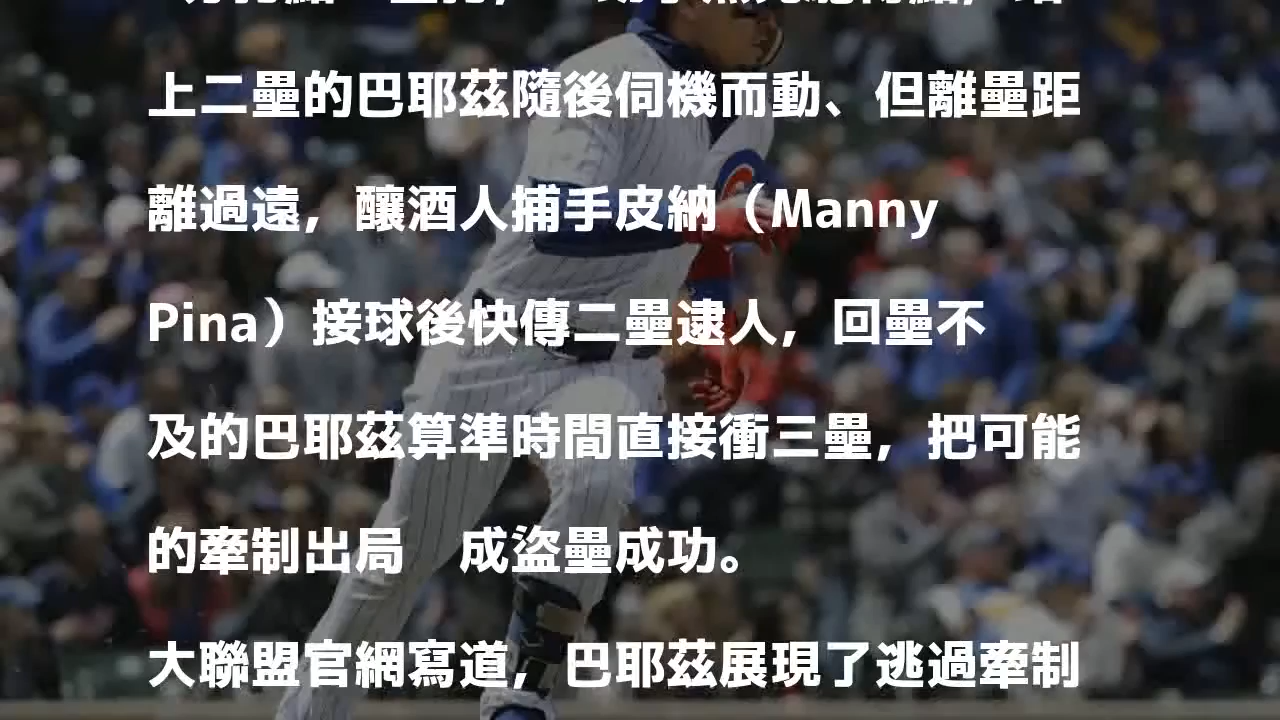 上二壘的巴耶茲隨後伺機而動、但離壘距
離過遠，釀酒人捕手皮納（Manny
Pina）接球後快傳二壘逮人，回壘不
及的巴耶茲算準時間直接衝三壘，把可能
的牽制出局　成盜壘成功。
大聯盟官網寫道，巴耶茲展現了逃過牽制